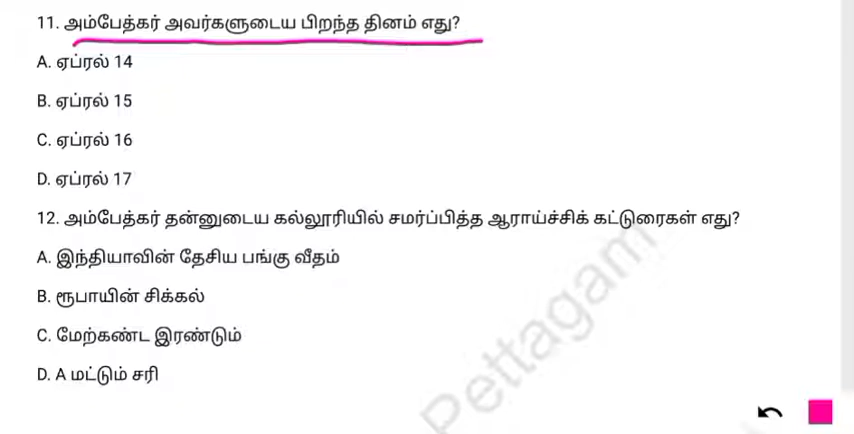 11. அம்பேத்கர் அவர்களுடைய பிறந்த தினம் எது?
A. ஏப்ரல் 14
B. ஏப்ரல் 15
C. ஏப்ரல் 16
D. ஏப்ரல் 17
12. அம்பேத்கர் தன்னுடைய கல்லூரியில் சமர்ப்பித்த ஆராய்ச்சிக் கட்டுரைகள் எது?
A. இந்தியாவின் தேசிய பங்கு வீதம்
B. ரூபாயின் சிக்கல்
C. மேற்கண்ட இரண்டும்
D. A மட்டும் சரி
Pettagam